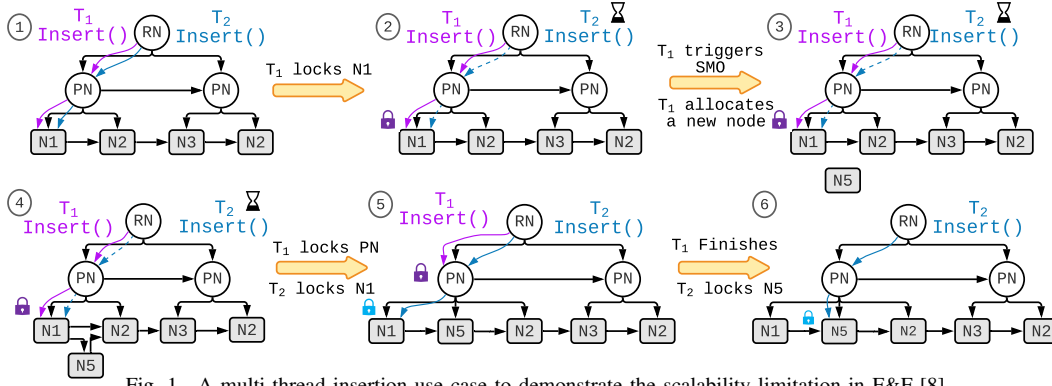 1
T1
Insert()
T2
Insert()
RN
PN
PN
N1
N2
N3
N2
T1 locks N1
2
T1
Insert()
T2
Insert()
RN
PN
PN
N1
N2
N3
N2
T1 triggers
SMO
T1 allocates
a new node
3
T1
Insert()
T2
Insert()
RN
PN
PN
N1
N2
N3
N2
N5
4
T1
Insert()
T2
Insert()
RN
PN
PN
N1
N2
N3
N2
N5
T1 locks PN
T2 locks N1
5
T1
Insert()
T2
Insert()
RN
PN
PN
N1
N5
N2
N3
N2
T1 Finishes
T2 locks N5
6
T2
Insert()
RN
PN
PN
N1
N5
N2
N3
N2
Fig. 1. A multi-thread insertion use case to demonstrate the scalability limitation in F&F [8]